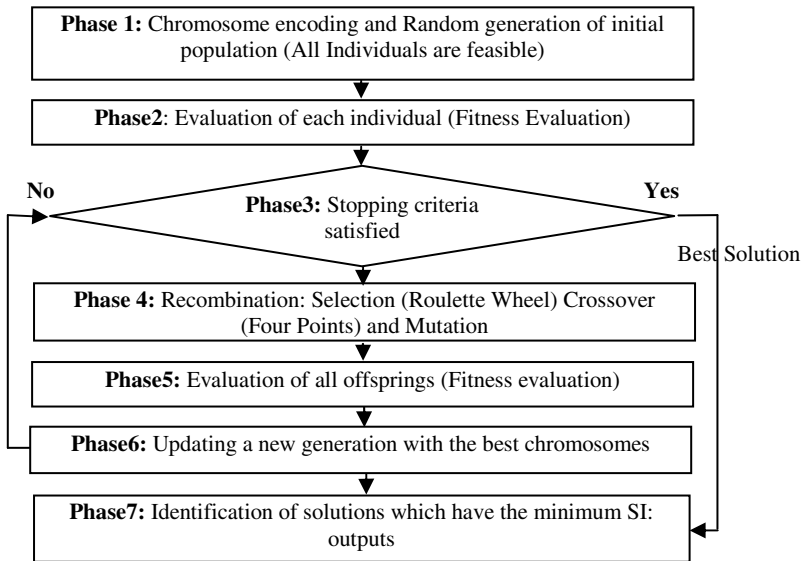 Phase 1: Chromosome encoding and Random generation of initial
population (All Individuals are feasible)
Phase2: Evaluation of each individual (Fitness Evaluation)
No
Yes
Phase3: Stopping criteria
satisfied
Best Solution
Phase 4: Recombination: Selection (Roulette Wheel) Crossover
(Four Points) and Mutation
Phase5: Evaluation of all offsprings (Fitness evaluation)
Phase6: Updating a new generation with the best chromosomes
Phase7: Identification of solutions which have the minimum SI:
outputs